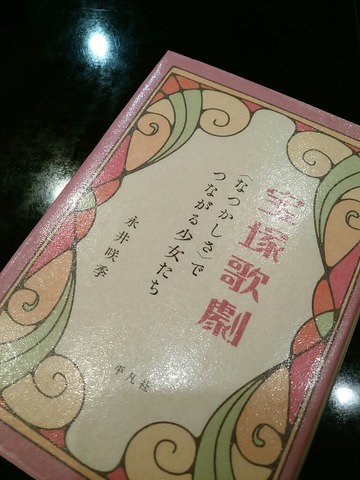 宝塚歌劇
〈なつかしさ〉で
つながる少女たち
永井咲季
平凡社